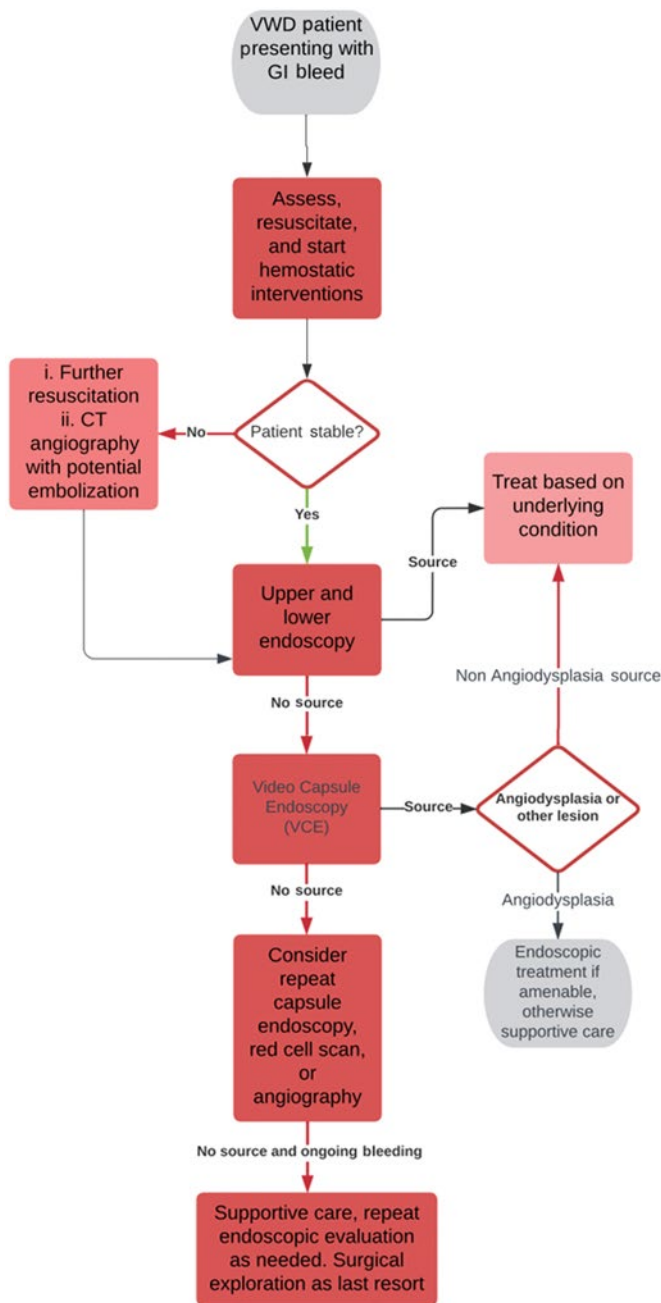 VWD patient
presenting with
GI bleed
Assess,
resuscitate,
and start
hemostatic
interventions
i. Further
resuscitation
ii. CT
angiography
with potential
embolization
No
Patient stable?
Yes
Treat based on
underlying
condition
Source
Upper and
lower
endoscopy
Non Angiodysplasia source
No source
Video Capsule
Endoscopy
(VCE)
Source
Angiodysplasia or
other lesion
No source
Angiodysplasia
Consider
repeat
capsule
endoscopy,
red cell scan,
or
angiography
Endoscopic
treatment if
amenable,
otherwise
supportive care
No source and ongoing bleeding
Supportive care, repeat
endoscopic evaluation
as needed. Surgical
exploration as last resort